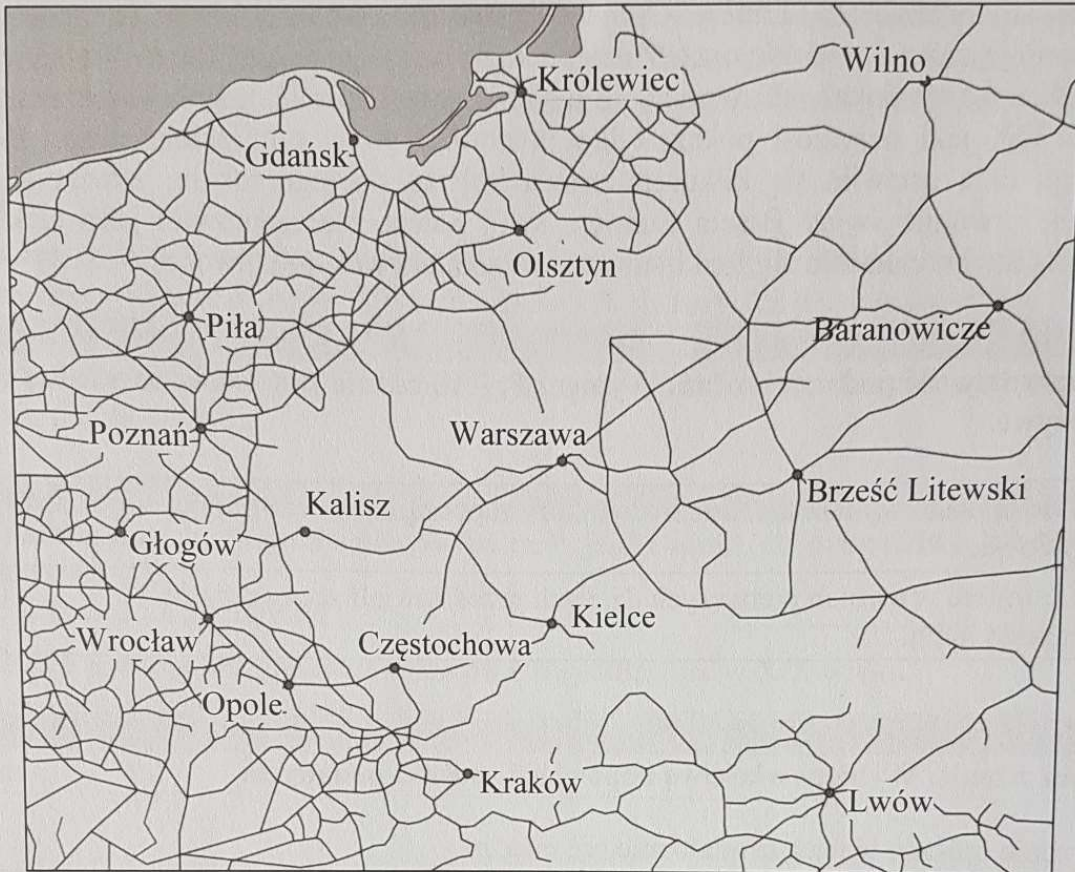 Wilno
Królewiec
Gdańsk
Olsztyn
Piła
Baranowicze
Poznań
Warszawa
Brześć Litewski
Kalisz
Głogów
Kielce
Wrocław
Częstochowa
Opole
Kraków
Lwów